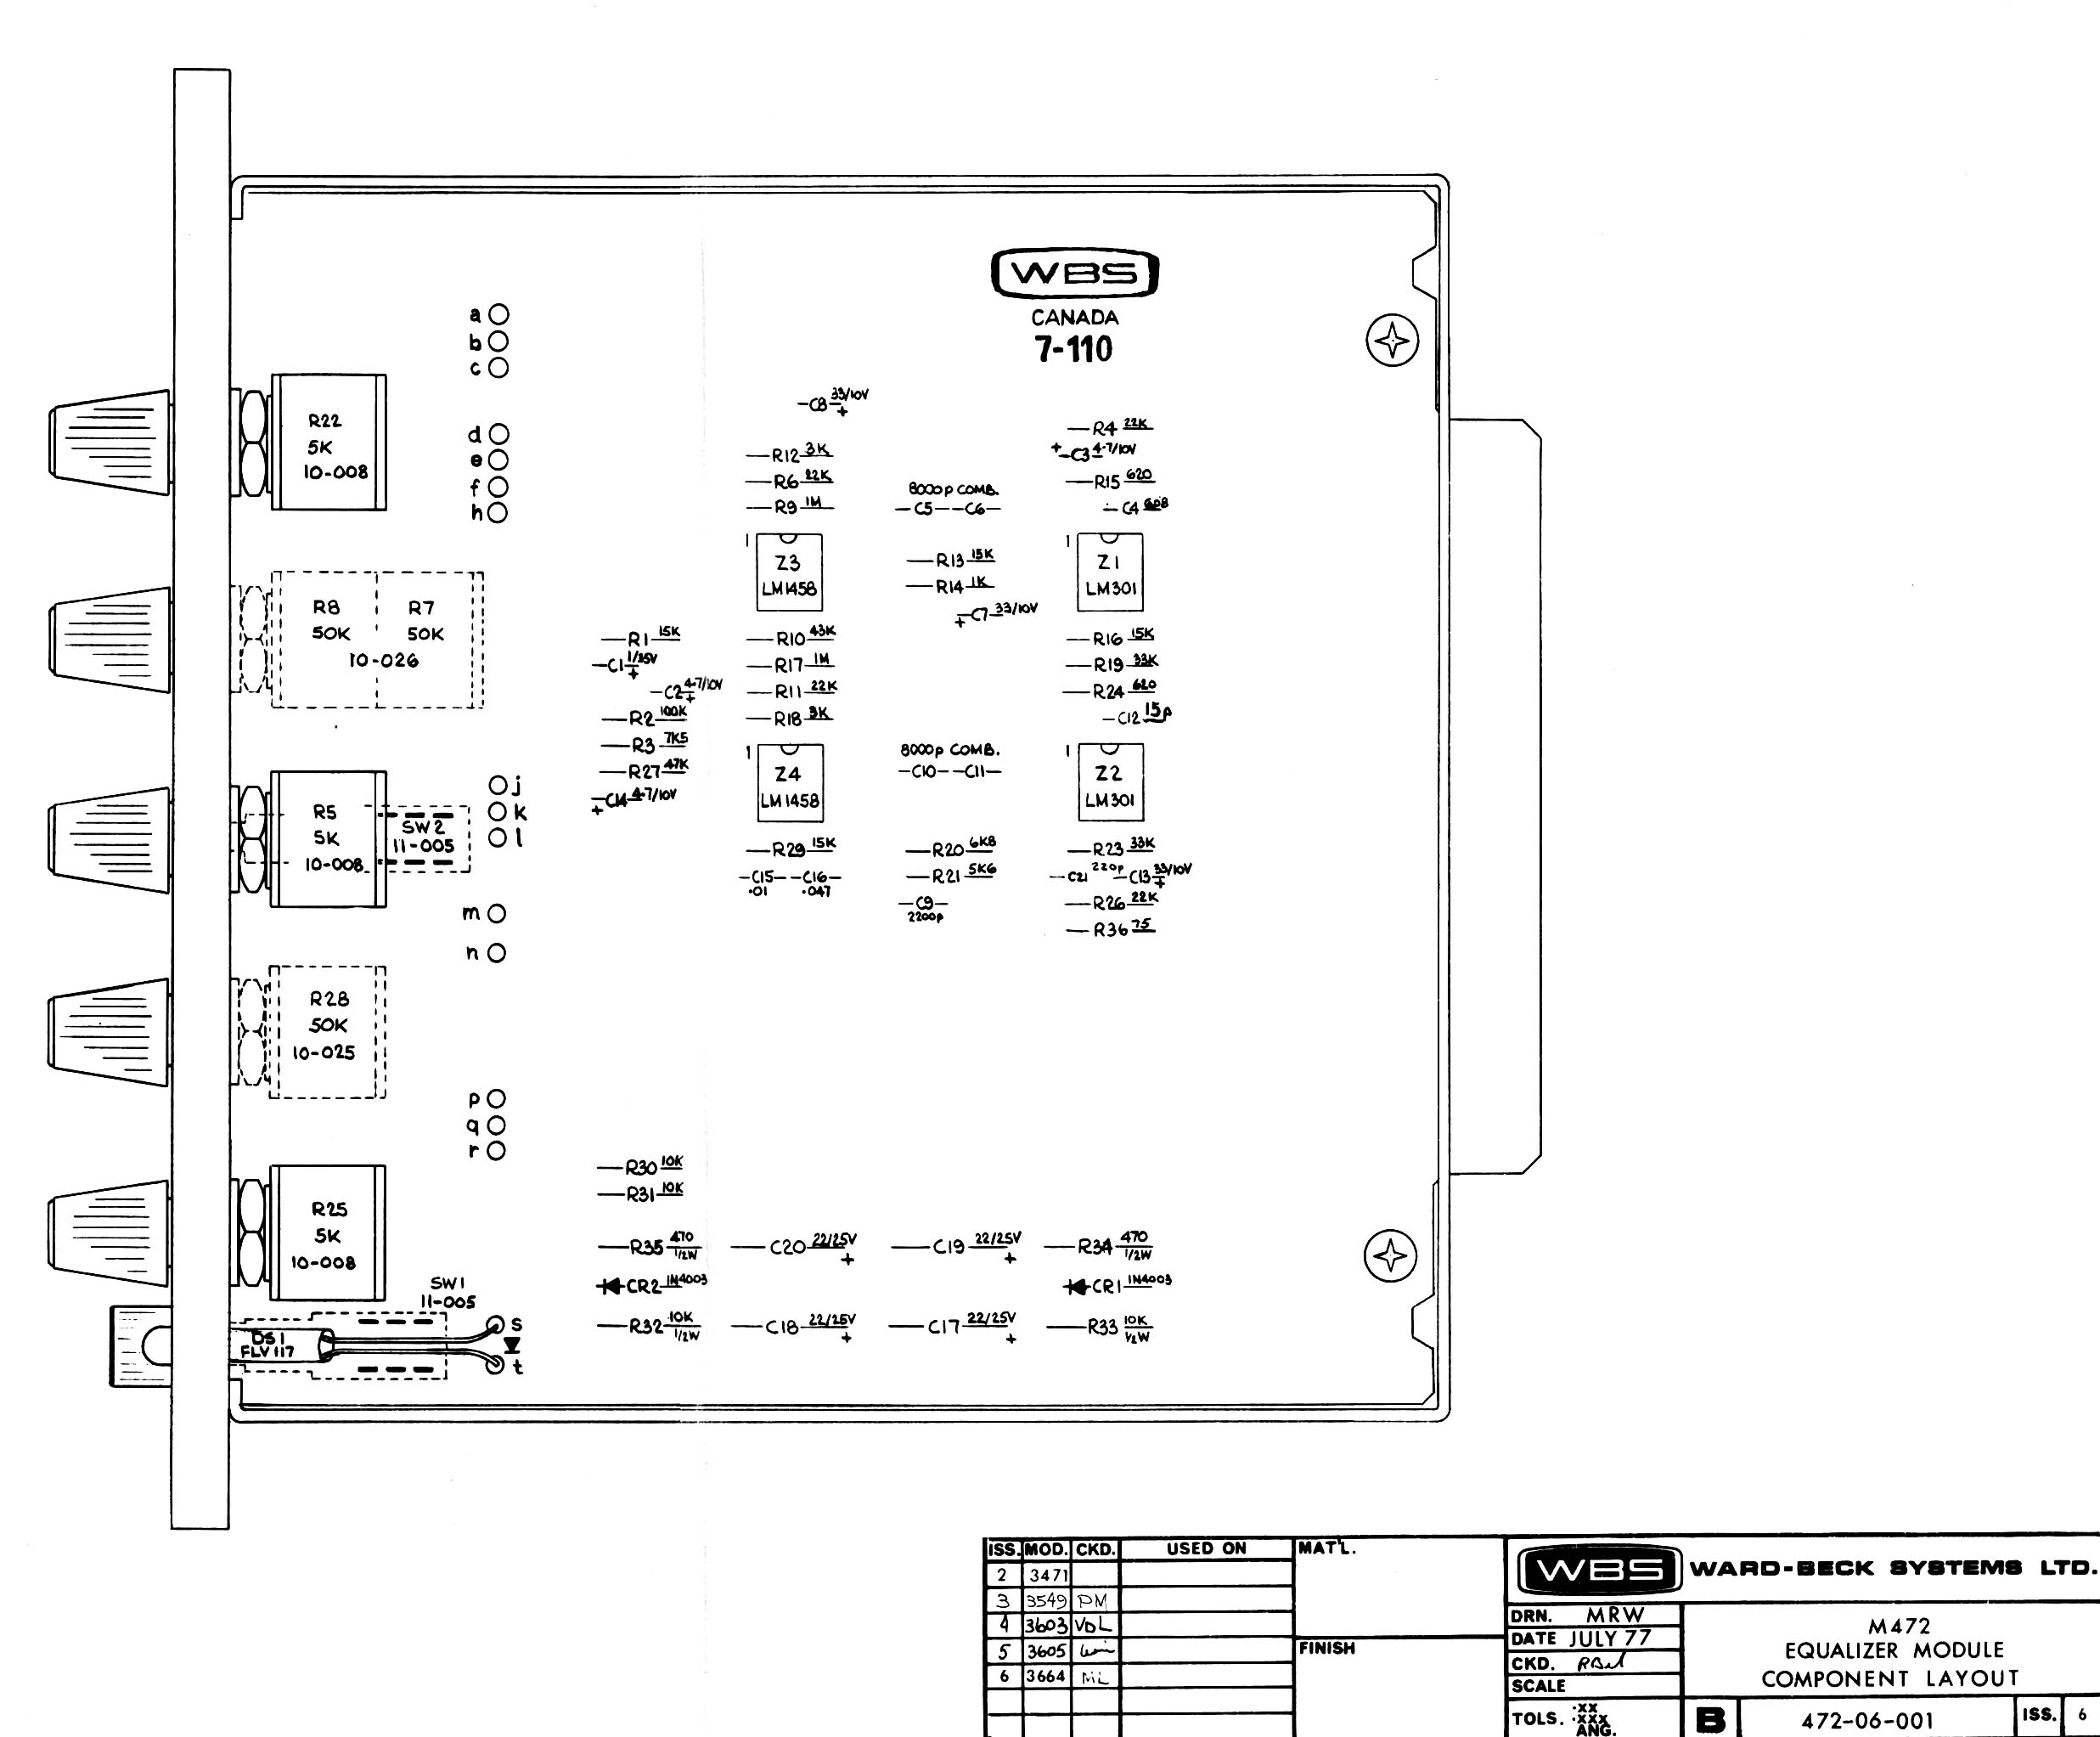 WBS
CANADA
7-110
a
b
c
d
e
f
h
R22
5K
10-008
R8
50K
R7
50K
10-026
R5
5K
10-008
SW2
11-005
j
k
l
m
n
R28
50K
10-025
p
q
r
R25
5K
10-008
SW1
11-005
DS1
FLV117
s
t
C8 33/10V
+
R12 3K
R6 22K
R9 1M
1
Z3
LM1458
R10 43K
R17 1M
R11 22K
R18 3K
1
Z4
LM1458
R29 15K
C15 C16
.01 .047
R1 15K
C1 1/35V
+
C2 4.7/10V
+
R2 100K
R3 7K5
R27 47K
C14 4.7/10V
+
8000p COMB.
C5 C6
R13 15K
R14 1K
C7 33/10V
+
8000p COMB.
C10 C11
R20 6K8
R21 5K6
C9
2200p
R4 22K
+ C3 4.7/10V
R15 620
C4 6p8
1
Z1
LM301
R16 15K
R19 33K
R24 620
C12 15p
1
Z2
LM301
R23 33K
C21 220p C13 33/10V
+
R26 22K
R36 75
R30 10K
R31 10K
R35 470 1/2W
C20 22/25V
+
C19 22/25V
+
R34 470 1/2W
CR2 1N4003
CR1 1N4003
R32 10K 1/2W
C18 22/25V
+
C17 22/25V
+
R33 10K 1/2W
ISS. MOD. CKD. USED ON
2 3471
3 3549 PM
4 3603 VDL
5 3605
6 3664 ML
MAT'L.
FINISH
WBS WARD-BECK SYSTEMS LTD.
DRN. MRW
DATE JULY 77
CKD.
SCALE
TOLS. .XX
.XXX
ANG.
M472
EQUALIZER MODULE
COMPONENT LAYOUT
B 472-06-001 ISS. 6